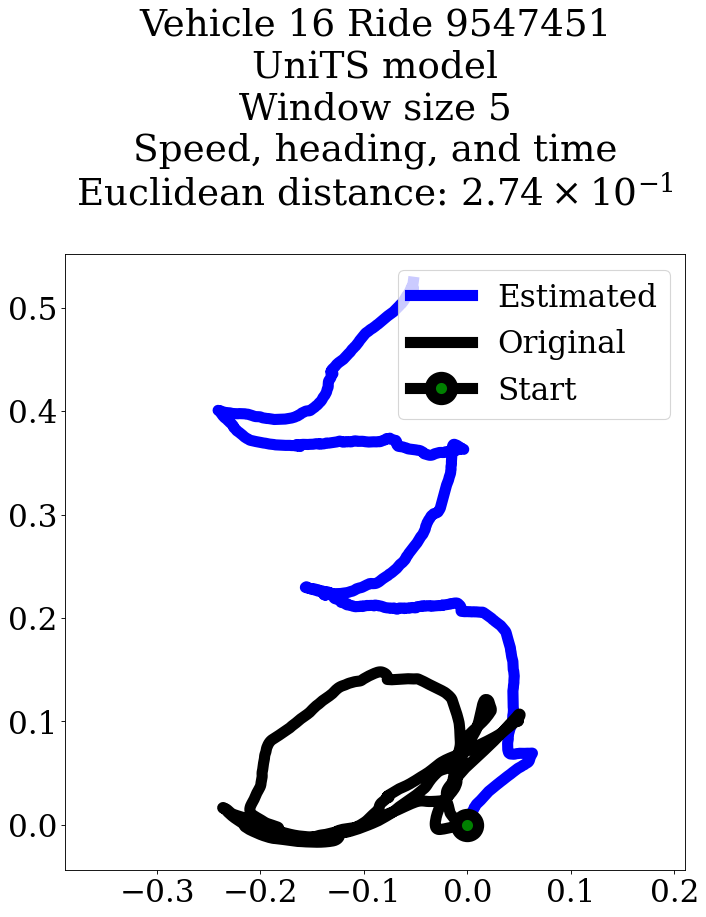 Vehicle 16 Ride 9547451
UniTS model
Window size 5
Speed, heading, and time
Euclidean distance: 2.74 × 10⁻¹
Estimated
Original
Start
0.5
0.4
0.3
0.2
0.1
0.0
−0.3 −0.2 −0.1 0.0 0.1 0.2